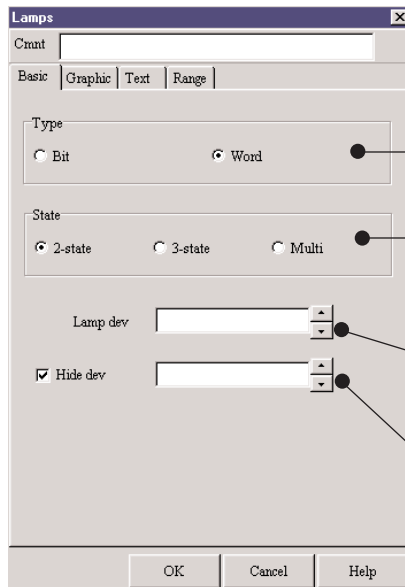 Lamps
Cmnt
Basic Graphic Text Range
Type
Bit Word
State
2-state 3-state Multi
Lamp dev
Hide dev
OK Cancel Help